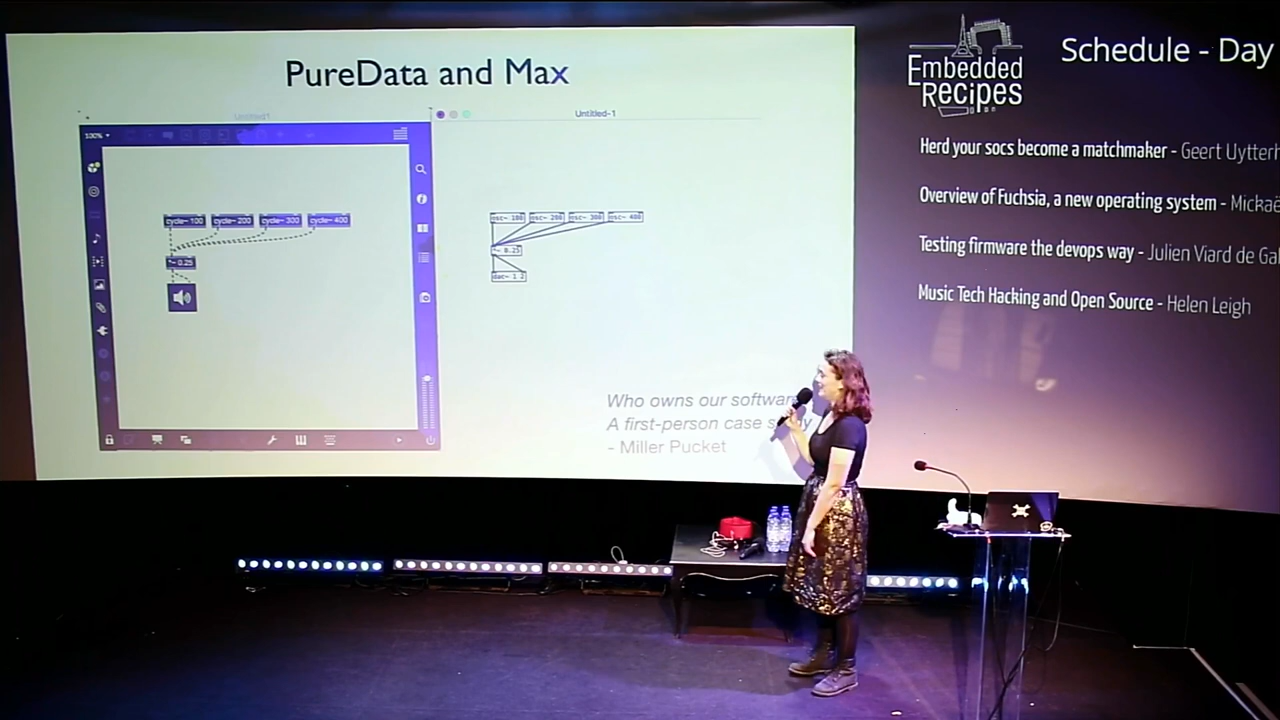 PureData and Max
Untitled1
100%
cycle~ 100 cycle~ 200 cycle~ 300 cycle~ 400
*~ 0.25
Untitled-1
osc~ 100 osc~ 200 osc~ 300 osc~ 400
*~ 0.25
dac~ 1 2
Who owns our software
A first-person case
- Miller Pucket
Embedded
Recipes
Schedule - Day
Herd your socs become a matchmaker - Geert Uytterh
Overview of Fuchsia, a new operating system - Mickaë
Testing firmware the devops way - Julien Viard de Gal
Music Tech Hacking and Open Source - Helen Leigh